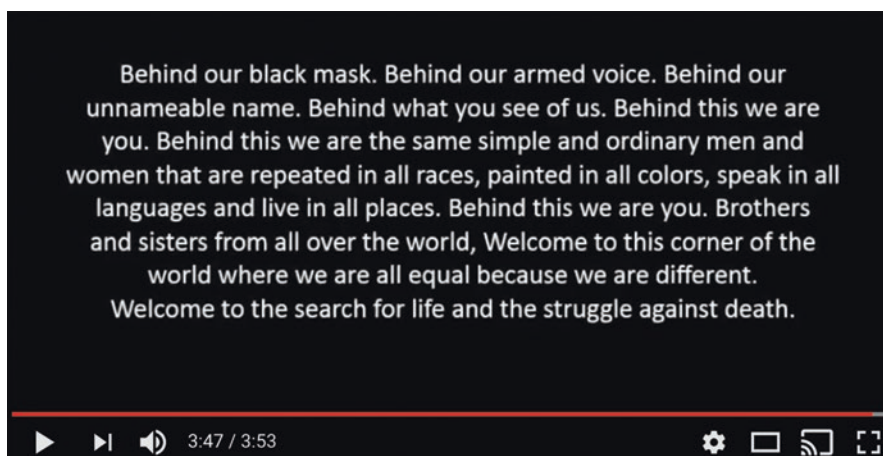 Behind our black mask. Behind our armed voice. Behind our
unnameable name. Behind what you see of us. Behind this we are
you. Behind this we are the same simple and ordinary men and
women that are repeated in all races, painted in all colors, speak in all
languages and live in all places. Behind this we are you. Brothers
and sisters from all over the world, Welcome to this corner of the
world where we are all equal because we are different.
Welcome to the search for life and the struggle against death.
3:47 / 3:53